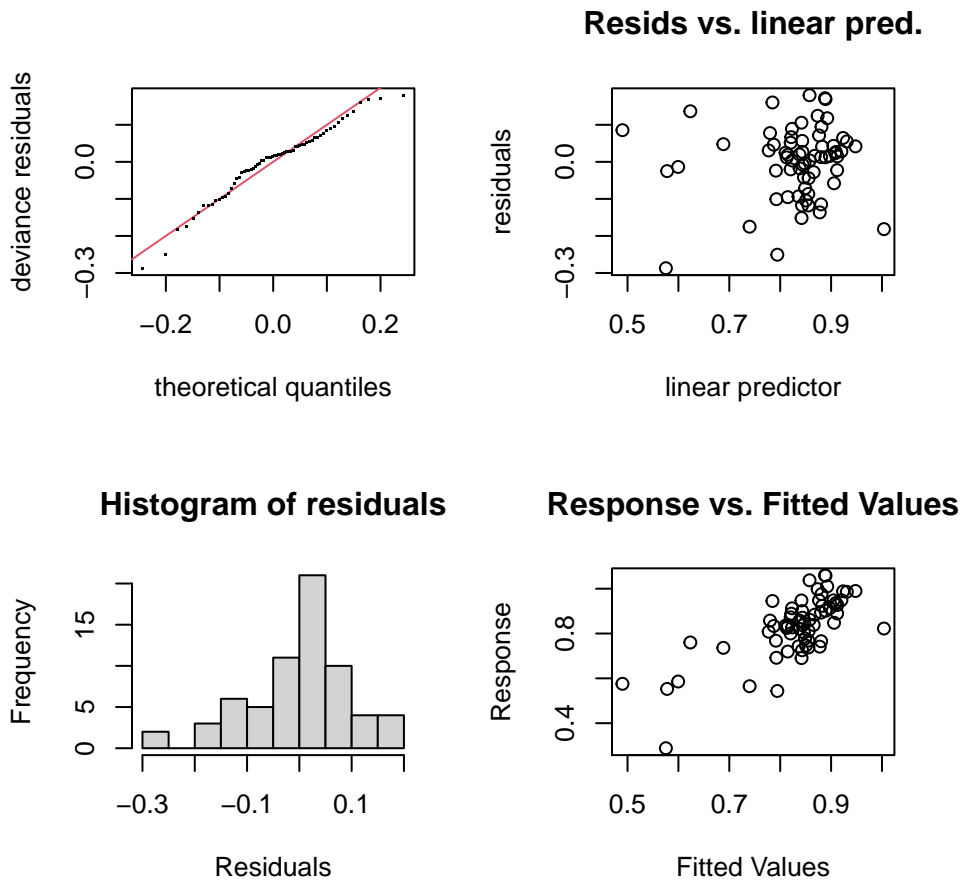 deviance residuals
0.0
−0.3
−0.2
0.0
0.2
theoretical quantiles
Resids vs. linear pred.
residuals
0.0
−0.3
0.5
0.7
0.9
linear predictor
Histogram of residuals
Frequency
15
5
0
−0.3
−0.1
0.1
Residuals
Response vs. Fitted Values
Response
0.8
0.4
0.5
0.7
0.9
Fitted Values